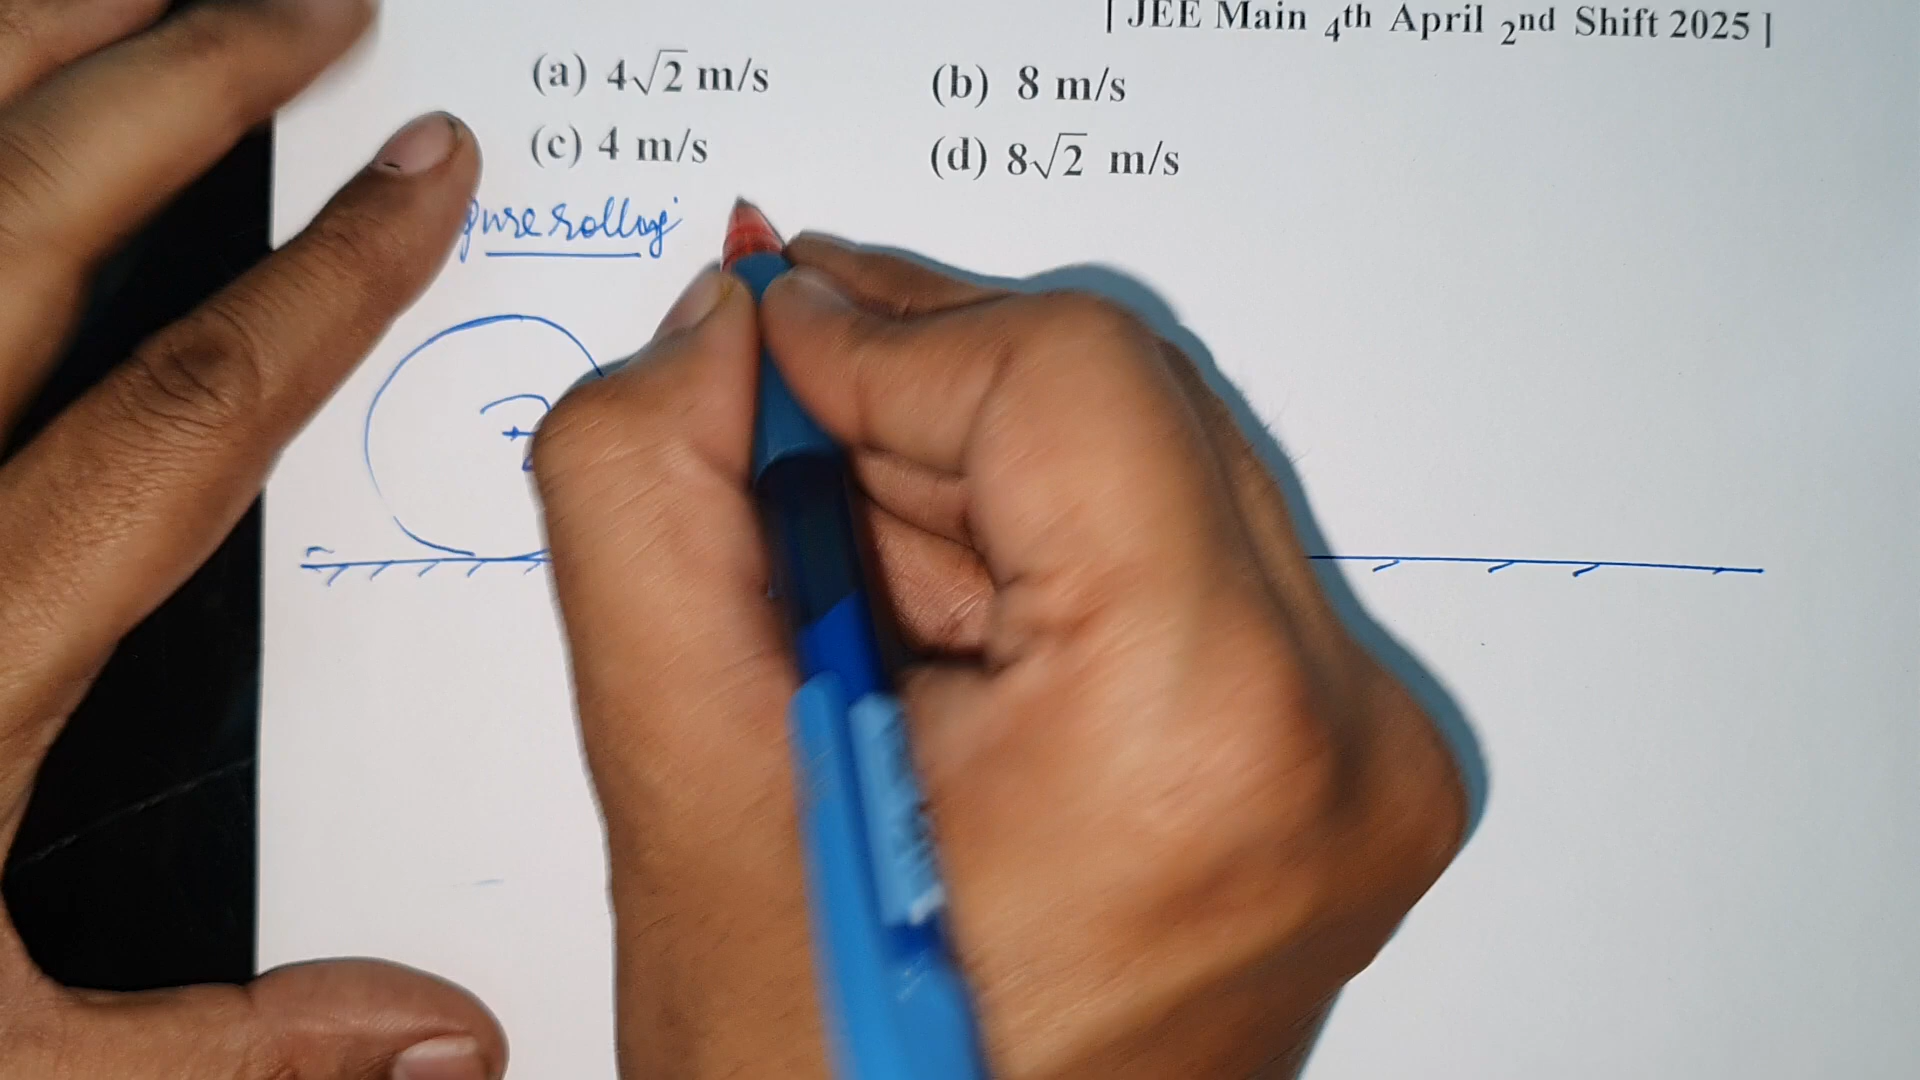 [ JEE Main 4th April 2nd Shift 2025 ]
(a) 4√2 m/s (b) 8 m/s
(c) 4 m/s (d) 8√2 m/s
pure rolling